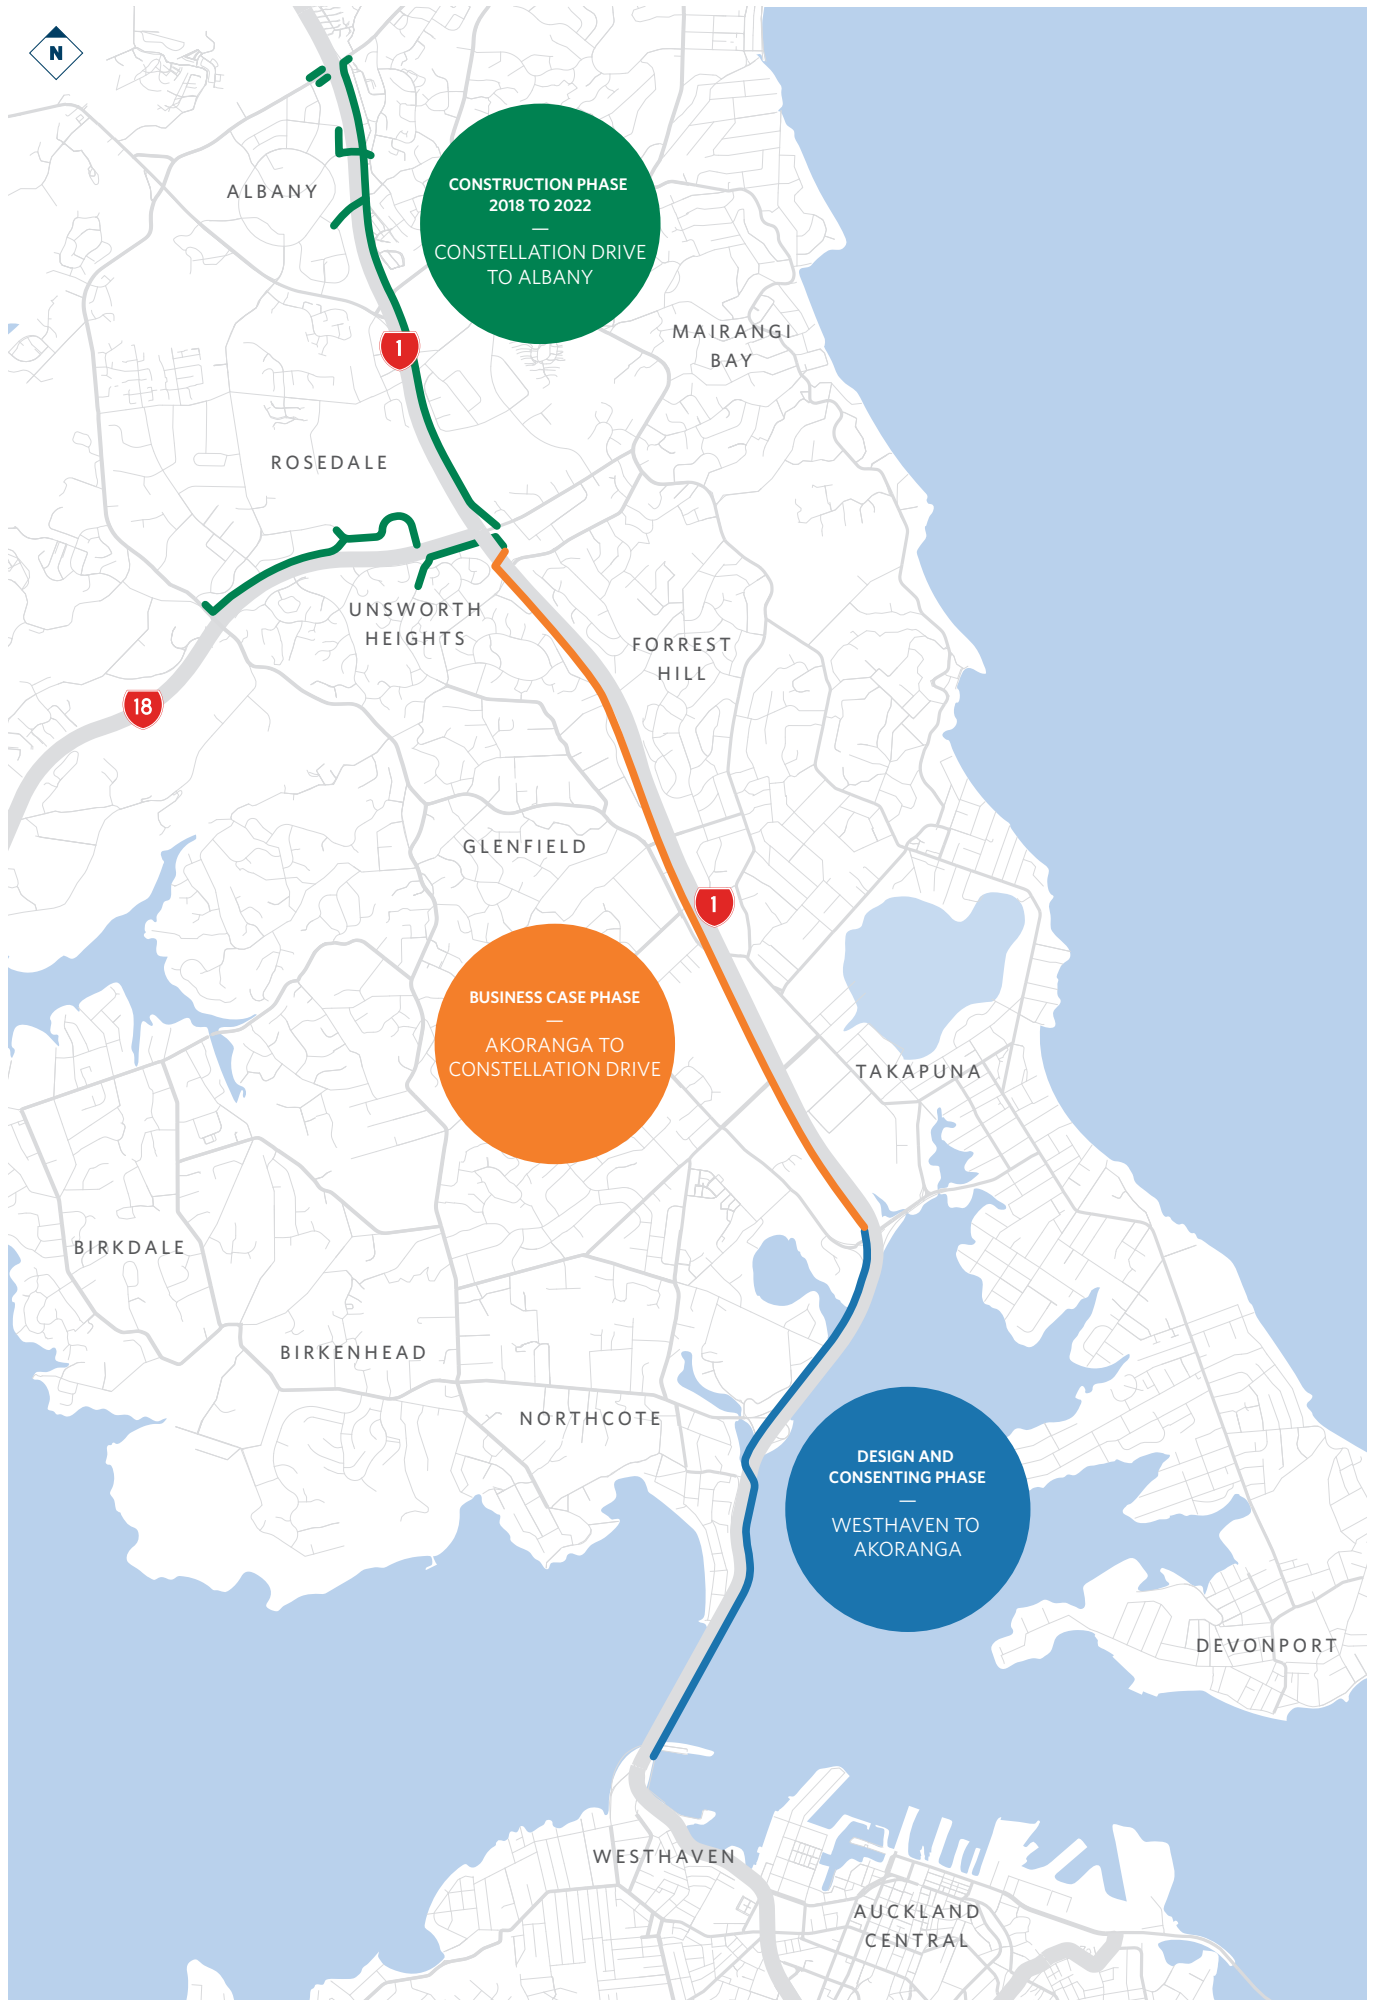 N
CONSTRUCTION PHASE
2018 TO 2022
—
CONSTELLATION DRIVE
TO ALBANY
ALBANY
MAIRANGI
BAY
1
ROSEDALE
UNSWORTH
HEIGHTS
FORREST
HILL
18
GLENFIELD
1
BUSINESS CASE PHASE
—
AKORANGA TO
CONSTELLATION DRIVE
TAKAPUNA
BIRKDALE
BIRKENHEAD
NORTHCOTE
DESIGN AND
CONSENTING PHASE
—
WESTHAVEN TO
AKORANGA
DEVONPORT
WESTHAVEN
AUCKLAND
CENTRAL